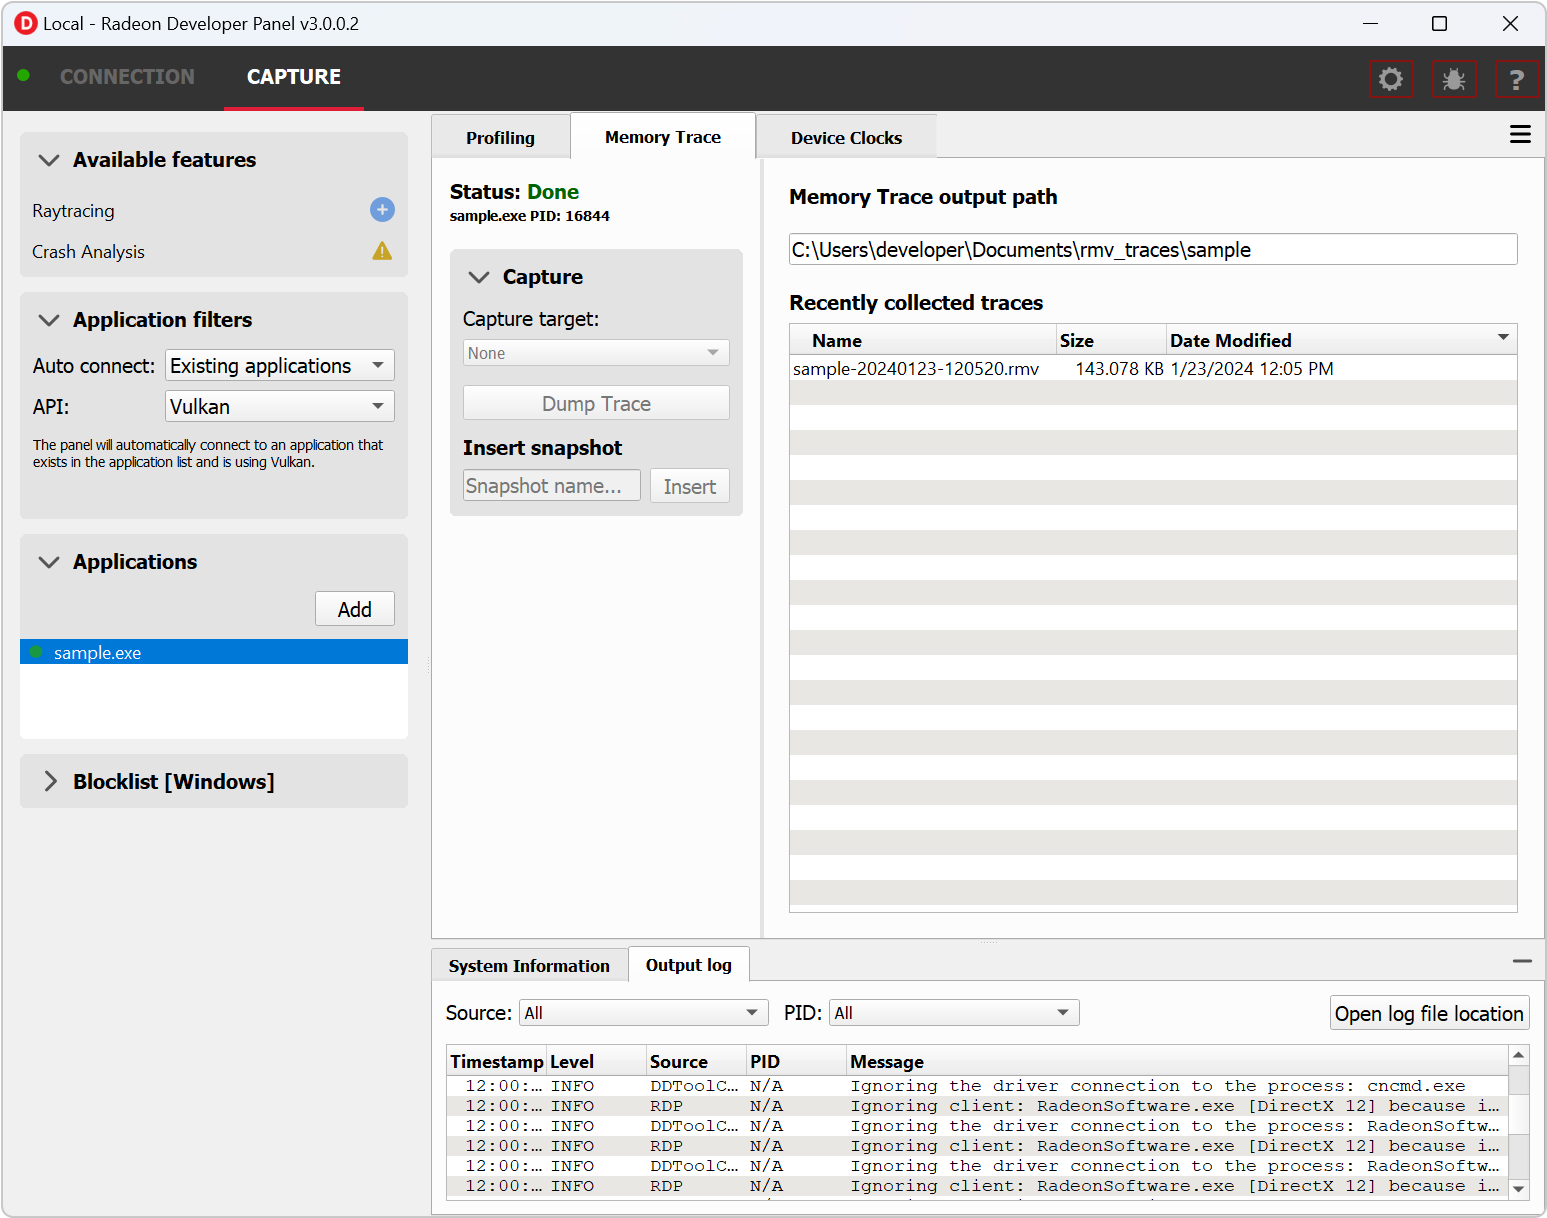 D Local - Radeon Developer Panel v3.0.0.2
CONNECTION
CAPTURE
?
Available features
Raytracing
Crash Analysis
Application filters
Auto connect: Existing applications
API: Vulkan
The panel will automatically connect to an application that
exists in the application list and is using Vulkan.
Applications
Add
sample.exe
Blocklist [Windows]
Profiling
Memory Trace
Device Clocks
Status: Done
sample.exe PID: 16844
Capture
Capture target:
None
Dump Trace
Insert snapshot
Snapshot name... Insert
Memory Trace output path
C:\Users\developer\Documents\rmv_traces\sample
Recently collected traces
Name Size Date Modified
sample-20240123-120520.rmv 143.078 KB 1/23/2024 12:05 PM
System Information
Output log
Source: All PID: All Open log file location
Timestamp Level Source PID Message
12:00:... INFO DDToolC... N/A Ignoring the driver connection to the process: cncmd.exe
12:00:... INFO RDP N/A Ignoring client: RadeonSoftware.exe [DirectX 12] because i...
12:00:... INFO DDToolC... N/A Ignoring the driver connection to the process: RadeonSoftw...
12:00:... INFO RDP N/A Ignoring client: RadeonSoftware.exe [DirectX 12] because i...
12:00:... INFO DDToolC... N/A Ignoring the driver connection to the process: RadeonSoftw...
12:00:... INFO RDP N/A Ignoring client: RadeonSoftware.exe [DirectX 12] because i...